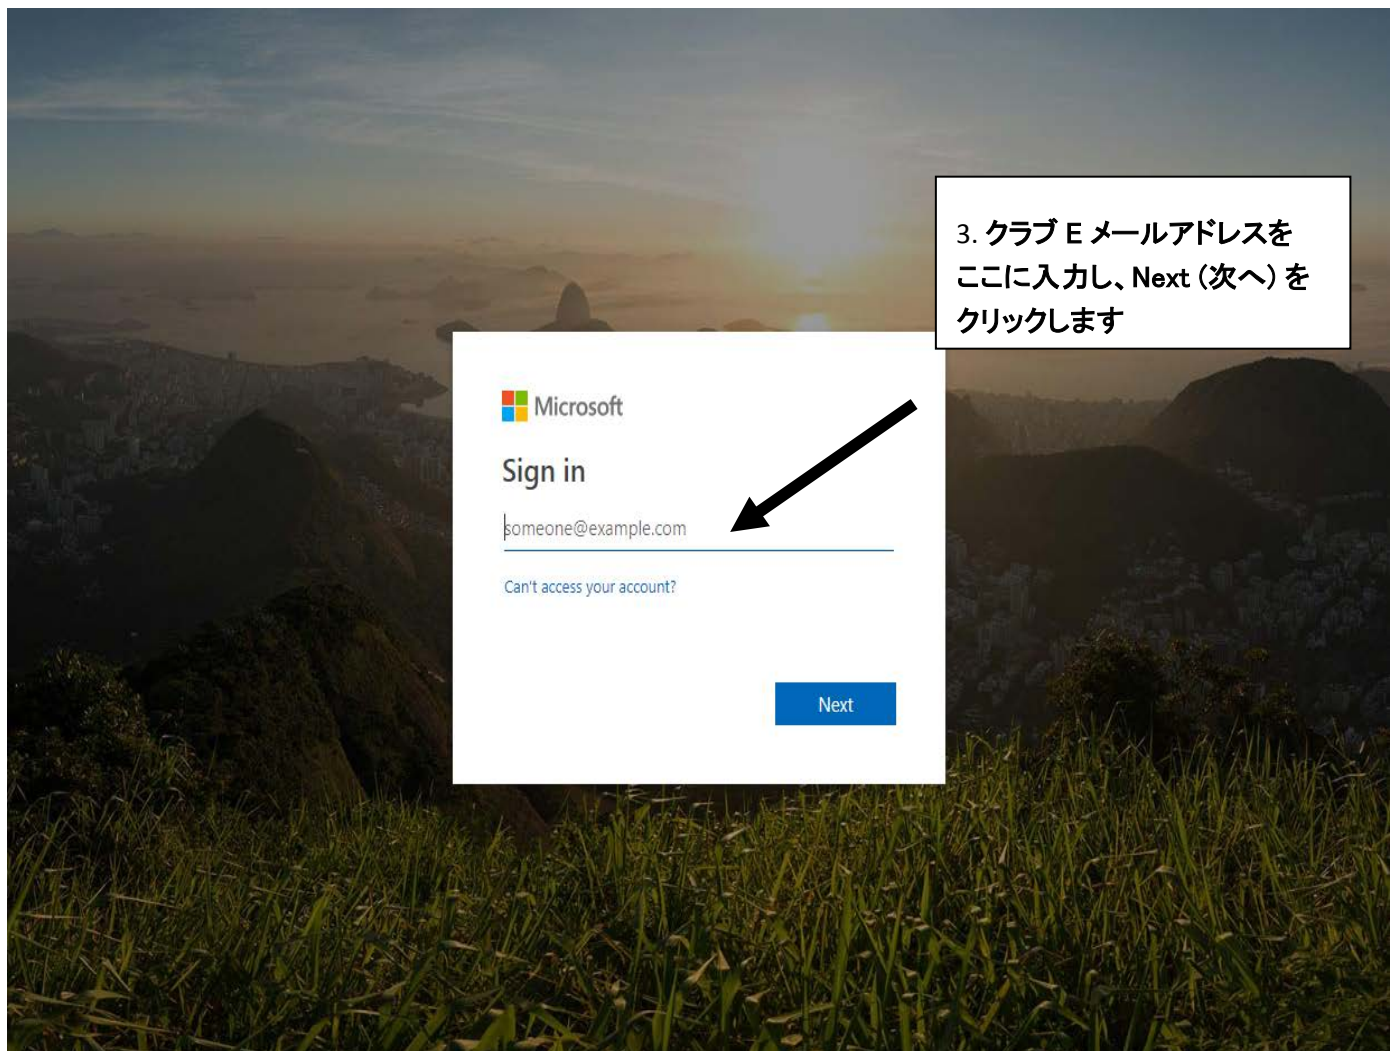 3. クラブ E メールアドレスを
ここに入力し、Next (次へ) を
クリックします
Microsoft
Sign in
someone@example.com
Can't access your account?
Next